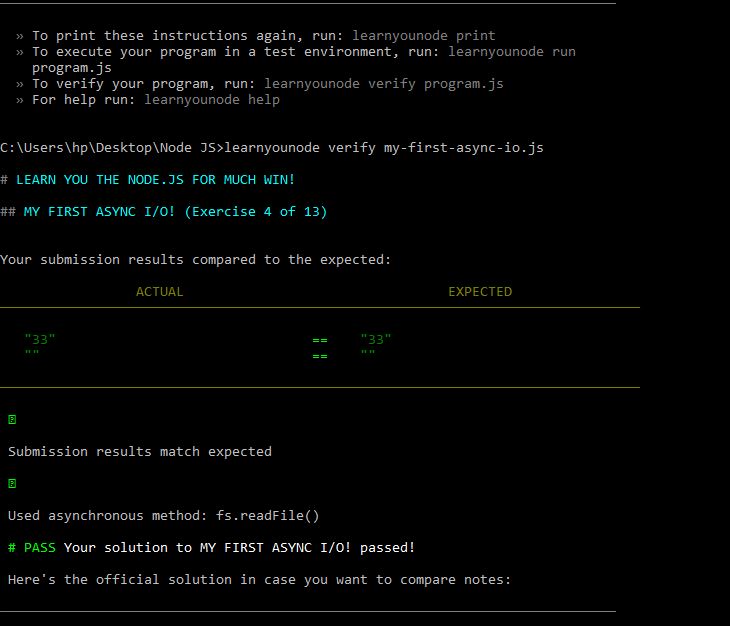 » To print these instructions again, run: learnyounode print
» To execute your program in a test environment, run: learnyounode run
program.js
» To verify your program, run: learnyounode verify program.js
» For help run: learnyounode help
C:\Users\hp\Desktop\Node JS>learnyounode verify my-first-async-io.js
# LEARN YOU THE NODE.JS FOR MUCH WIN!
## MY FIRST ASYNC I/O! (Exercise 4 of 13)
Your submission results compared to the expected:
ACTUAL EXPECTED
"33" == "33"
"" == ""
Submission results match expected
Used asynchronous method: fs.readFile()
# PASS Your solution to MY FIRST ASYNC I/O! passed!
Here's the official solution in case you want to compare notes: